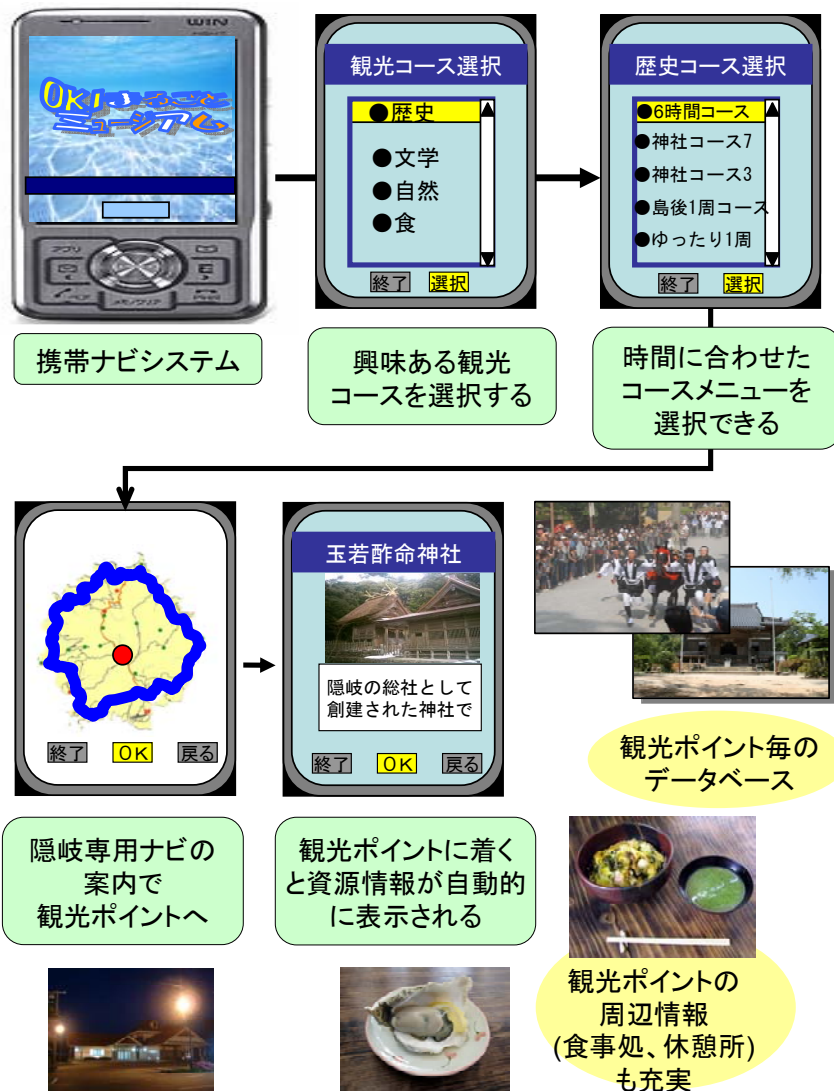 WIN
OKIまるごと
ミュージアム
アプリ
クリア
携帯ナビシステム
観光コース選択
●歴史
●文学
●自然
●食
終了 選択
興味ある観光
コースを選択する
歴史コース選択
●6時間コース
●神社コース7
●神社コース3
●島後1周コース
●ゆったり1周
終了 選択
時間に合わせた
コースメニューを
選択できる
終了 OK 戻る
隠岐専用ナビの
案内で
観光ポイントへ
玉若酢命神社
隠岐の総社として
創建された神社で
終了 OK 戻る
観光ポイントに着く
と資源情報が自動的
に表示される
観光ポイント毎の
データベース
観光ポイントの
周辺情報
(食事処、休憩所)
も充実